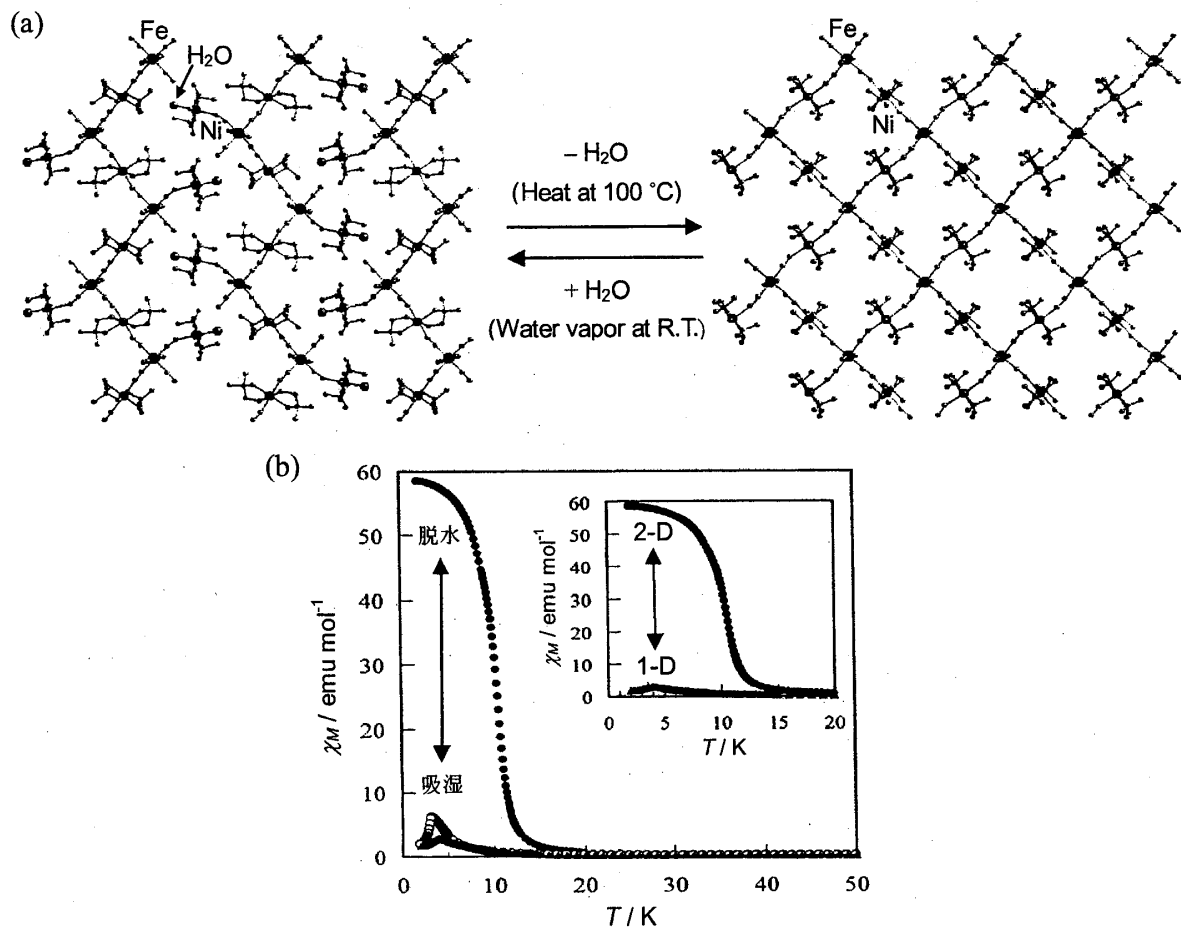 (a)
Fe
H₂O
Ni
– H₂O
(Heat at 100 °C)
+ H₂O
(Water vapor at R.T.)
Fe
Ni
(b)
60
50
40
30
20
10
0
χM / emu mol⁻¹
脱水
吸湿
0
10
20
30
40
50
T / K
60
50
40
30
20
10
0
χM / emu mol⁻¹
2-D
1-D
0
5
10
15
20
T / K